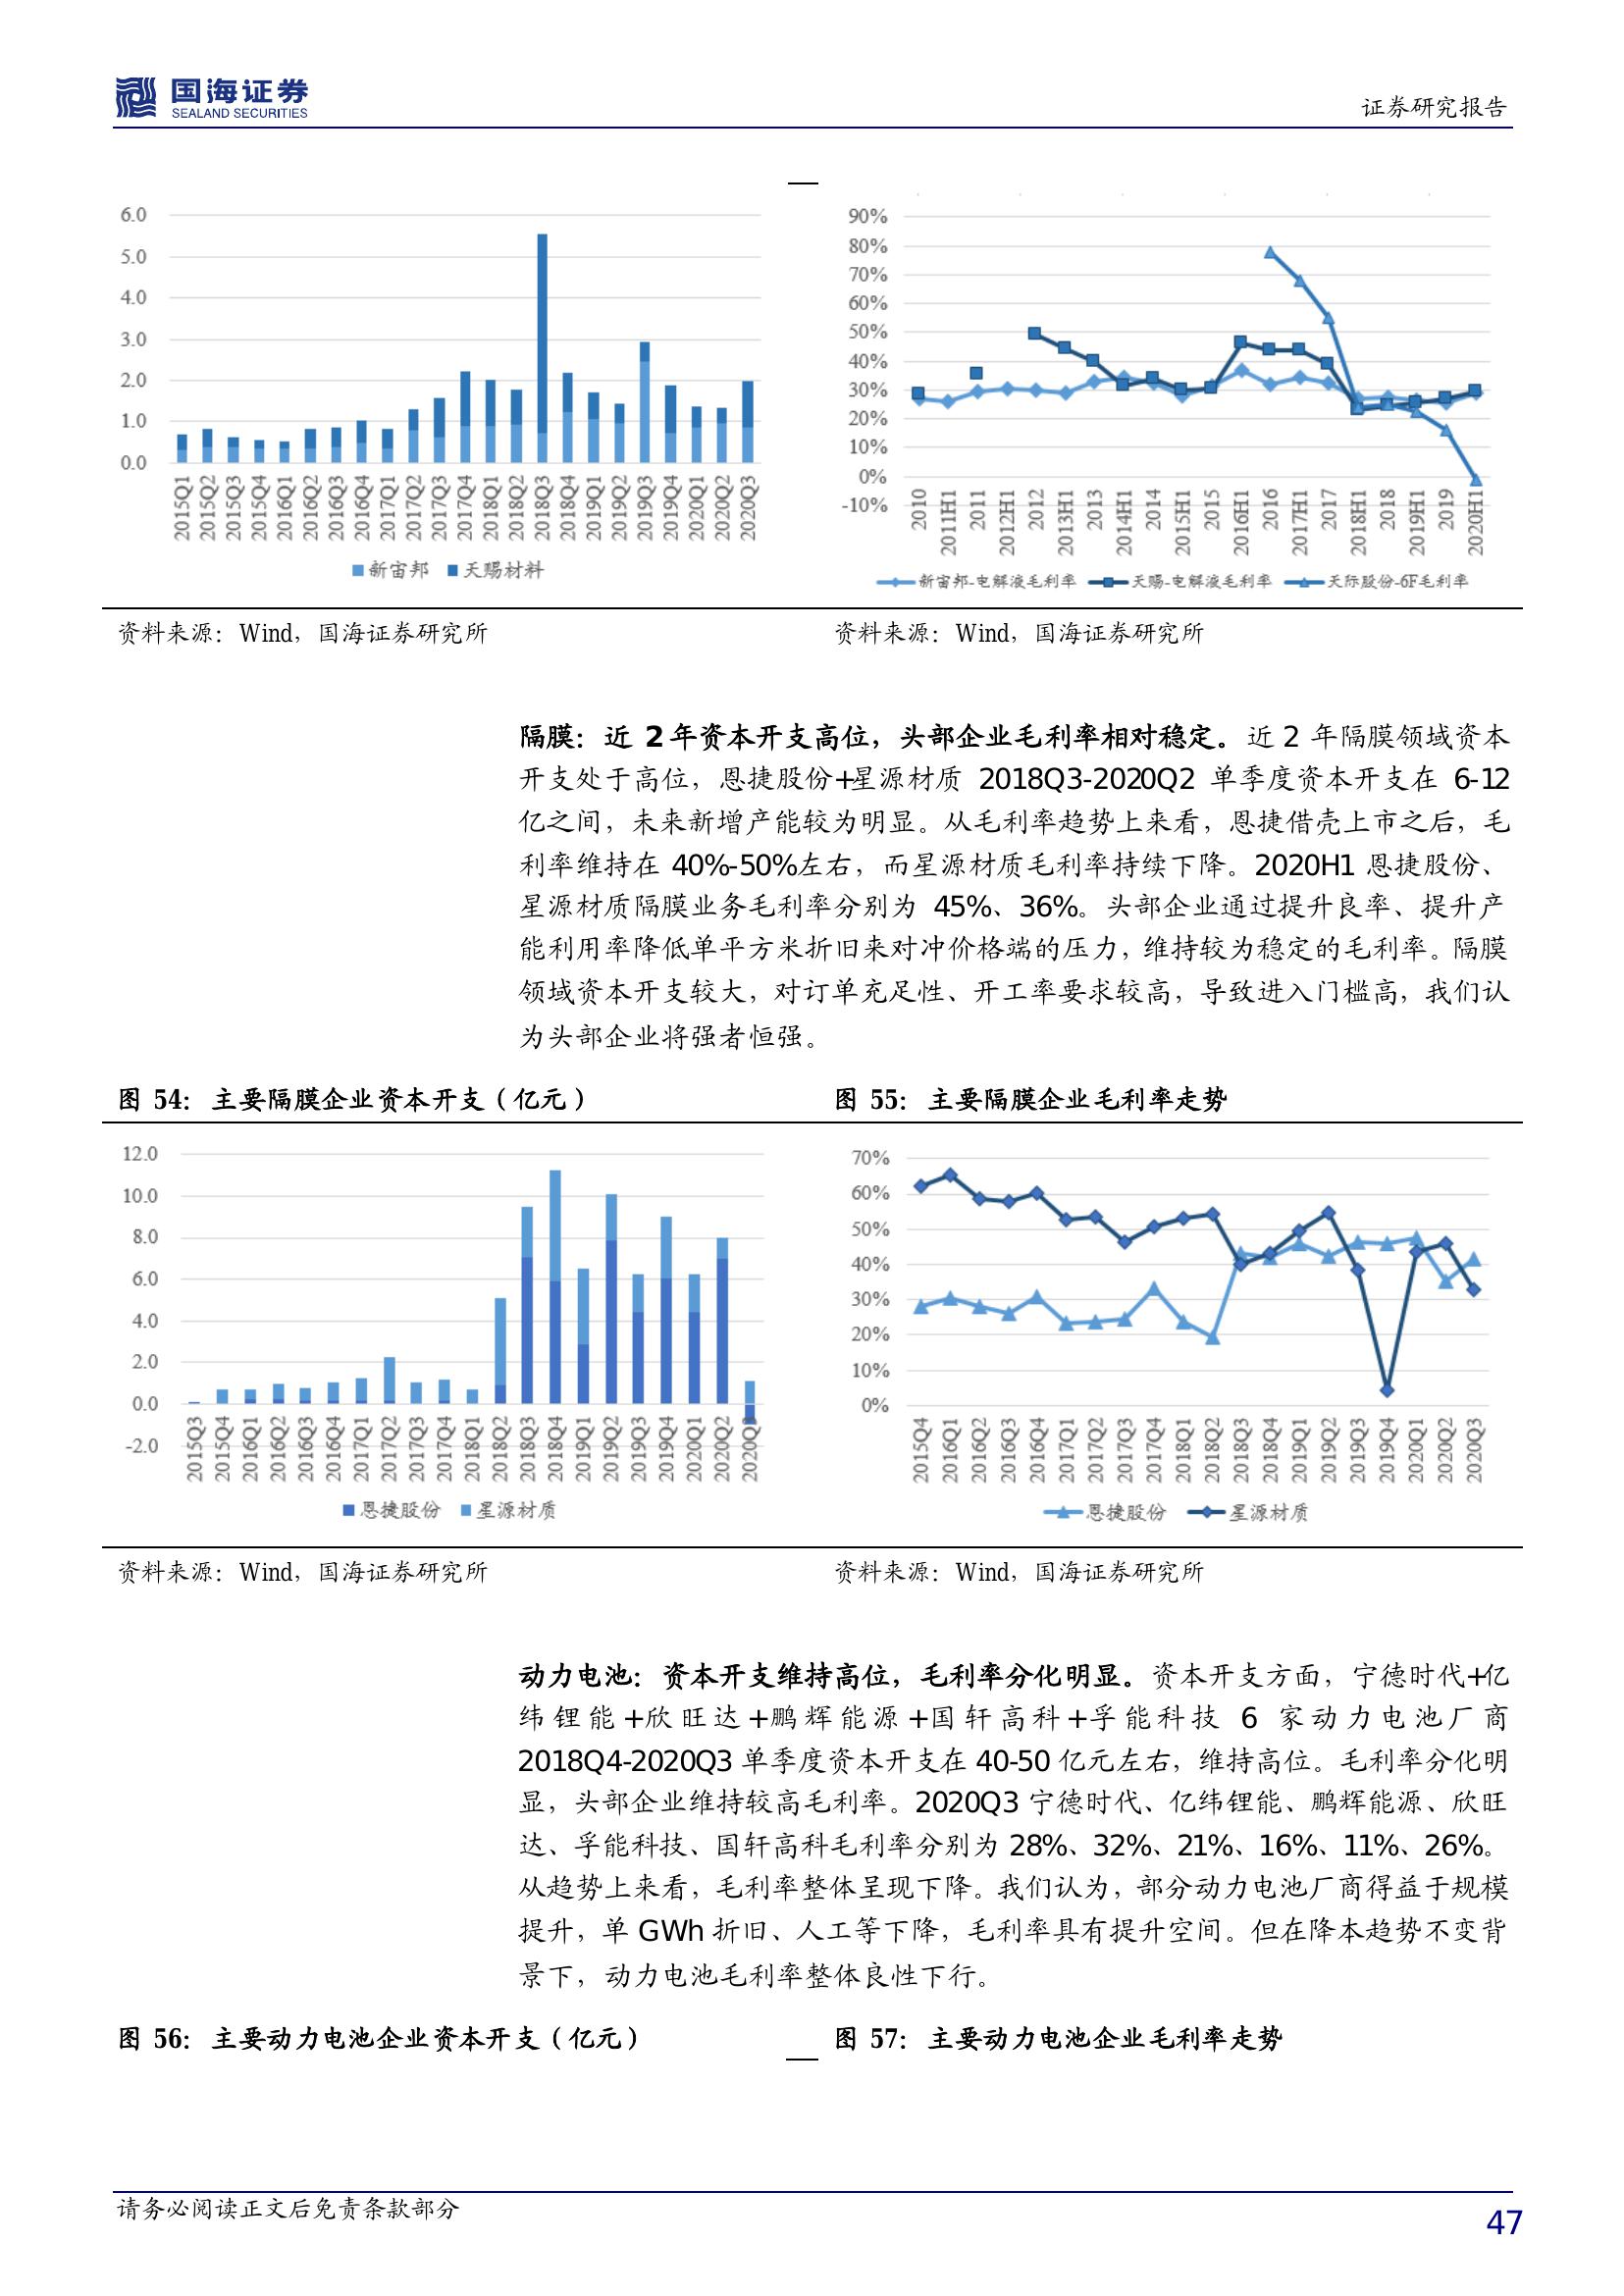 国海证券
SEALAND SECURITIES
证券研究报告
6.0
5.0
4.0
3.0
2.0
1.0
0.0
2015Q1 2015Q2 2015Q3 2015Q4 2016Q1 2016Q2 2016Q3 2016Q4 2017Q1 2017Q2 2017Q3 2017Q4 2018Q1 2018Q2 2018Q3 2018Q4 2019Q1 2019Q2 2019Q3 2019Q4 2020Q1 2020Q2 2020Q3
新宙邦 天赐材料
90%
80%
70%
60%
50%
40%
30%
20%
10%
0%
-10%
2010 2011H1 2011 2012H1 2012 2013H1 2013 2014H1 2014 2015H1 2015 2016H1 2016 2017H1 2017 2018H1 2018 2019H1 2019 2020H1
新宙邦-电解液毛利率 天赐-电解液毛利率 天际股份-6F毛利率
资料来源：Wind，国海证券研究所
资料来源：Wind，国海证券研究所
隔膜：近 2 年资本开支高位，头部企业毛利率相对稳定。近 2 年隔膜领域资本
开支处于高位，恩捷股份+星源材质 2018Q3-2020Q2 单季度资本开支在 6-12
亿之间，未来新增产能较为明显。从毛利率趋势上来看，恩捷借壳上市之后，毛
利率维持在 40%-50%左右，而星源材质毛利率持续下降。2020H1 恩捷股份、
星源材质隔膜业务毛利率分别为 45%、36%。头部企业通过提升良率、提升产
能利用率降低单平方米折旧来对冲价格端的压力，维持较为稳定的毛利率。隔膜
领域资本开支较大，对订单充足性、开工率要求较高，导致进入门槛高，我们认
为头部企业将强者恒强。
图 54：主要隔膜企业资本开支（亿元）
图 55：主要隔膜企业毛利率走势
12.0
10.0
8.0
6.0
4.0
2.0
0.0
-2.0
2015Q3 2015Q4 2016Q1 2016Q2 2016Q3 2016Q4 2017Q1 2017Q2 2017Q3 2017Q4 2018Q1 2018Q2 2018Q3 2018Q4 2019Q1 2019Q2 2019Q3 2019Q4 2020Q1 2020Q2 2020Q3
恩捷股份 星源材质
70%
60%
50%
40%
30%
20%
10%
0%
2015Q4 2016Q1 2016Q2 2016Q3 2016Q4 2017Q1 2017Q2 2017Q3 2017Q4 2018Q1 2018Q2 2018Q3 2018Q4 2019Q1 2019Q2 2019Q3 2019Q4 2020Q1 2020Q2 2020Q3
恩捷股份 星源材质
资料来源：Wind，国海证券研究所
资料来源：Wind，国海证券研究所
动力电池：资本开支维持高位，毛利率分化明显。资本开支方面，宁德时代+亿
纬锂能+欣旺达+鹏辉能源+国轩高科+孚能科技 6 家动力电池厂商
2018Q4-2020Q3 单季度资本开支在 40-50 亿元左右，维持高位。毛利率分化明
显，头部企业维持较高毛利率。2020Q3 宁德时代、亿纬锂能、鹏辉能源、欣旺
达、孚能科技、国轩高科毛利率分别为 28%、32%、21%、16%、11%、26%。
从趋势上来看，毛利率整体呈现下降。我们认为，部分动力电池厂商得益于规模
提升，单 GWh 折旧、人工等下降，毛利率具有提升空间。但在降本趋势不变背
景下，动力电池毛利率整体良性下行。
图 56：主要动力电池企业资本开支（亿元）
图 57：主要动力电池企业毛利率走势
请务必阅读正文后免责条款部分
47